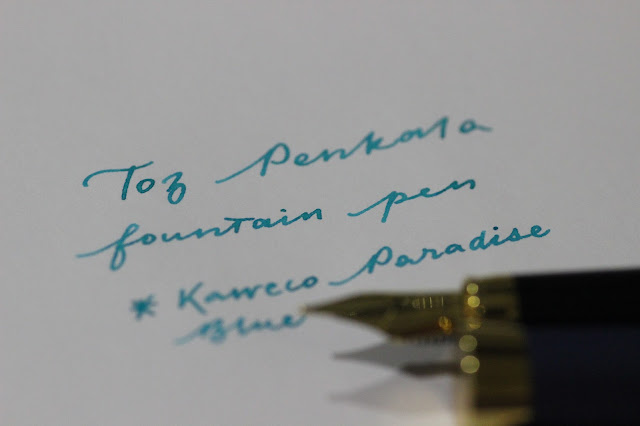 Toz Penkala
fountain pen
* Kaweco Paradise
Blue